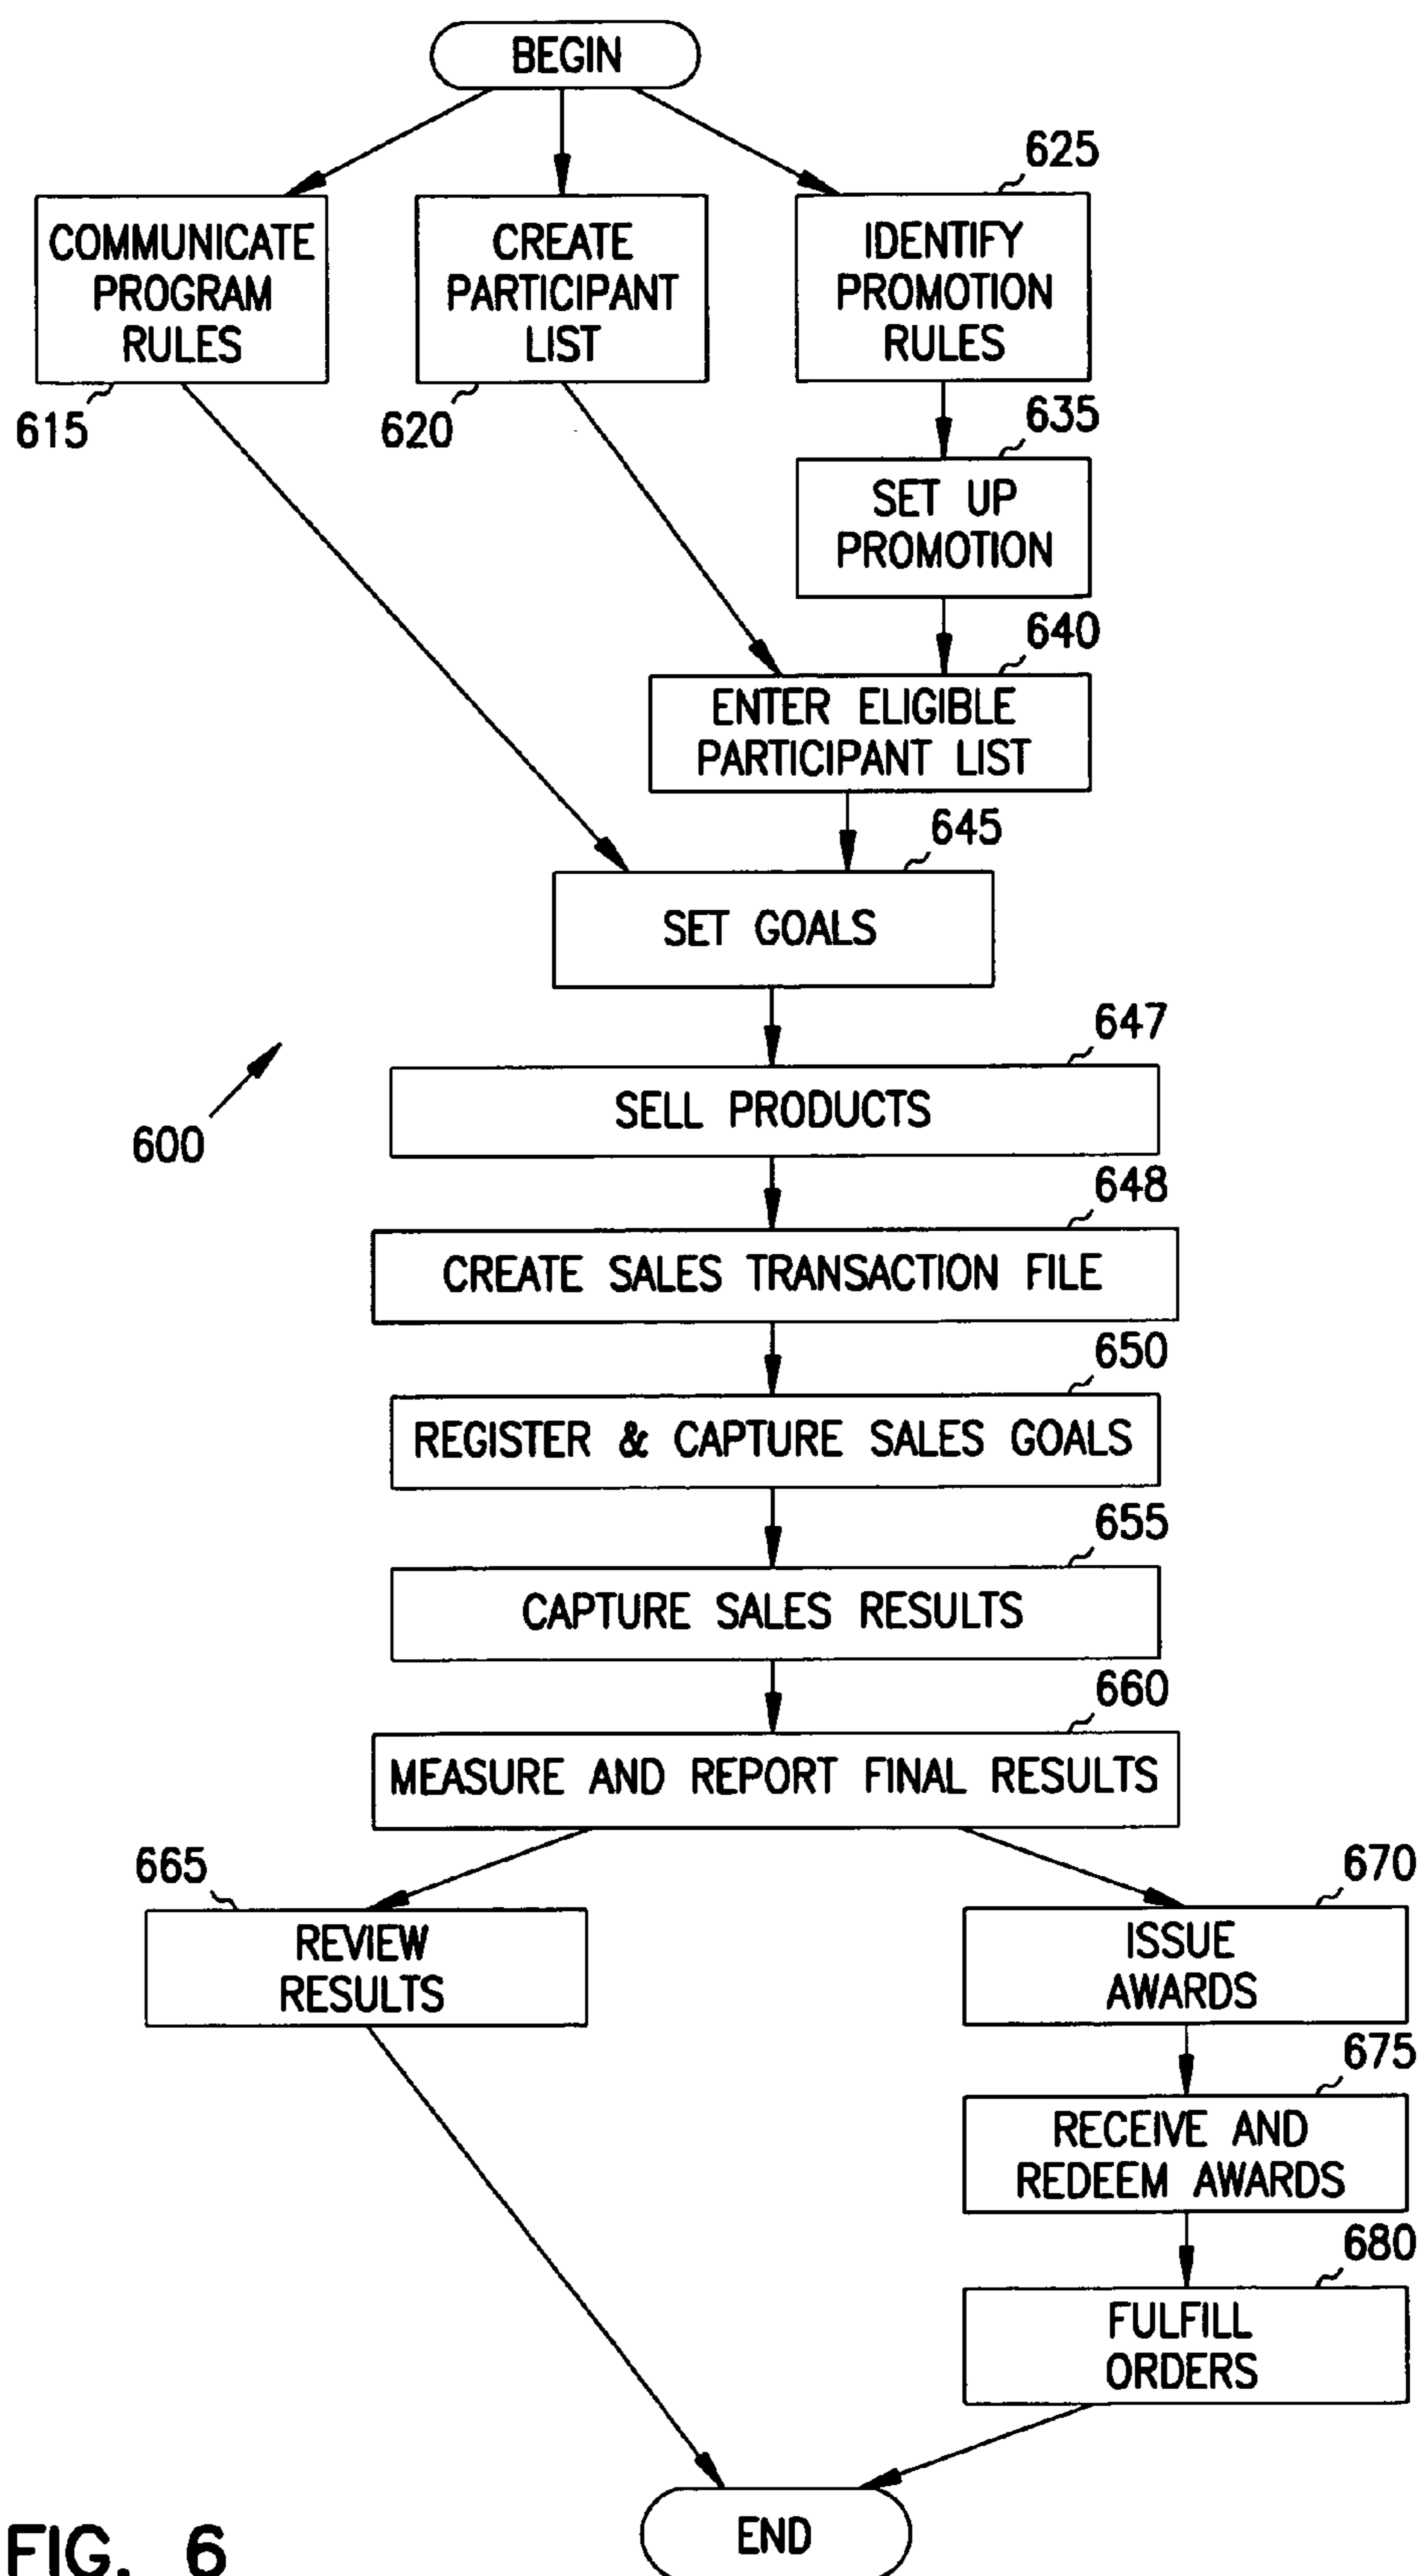 BEGIN
625
COMMUNICATE
PROGRAM
RULES
CREATE
PARTICIPANT
LIST
IDENTIFY
PROMOTION
RULES
615
620
635
SET UP
PROMOTION
640
ENTER ELIGIBLE
PARTICIPANT LIST
645
SET GOALS
647
600
SELL PRODUCTS
648
CREATE SALES TRANSACTION FILE
650
REGISTER & CAPTURE SALES GOALS
655
CAPTURE SALES RESULTS
660
MEASURE AND REPORT FINAL RESULTS
665
REVIEW
RESULTS
670
ISSUE
AWARDS
675
RECEIVE AND
REDEEM AWARDS
680
FULFILL
ORDERS
END
FIG. 6